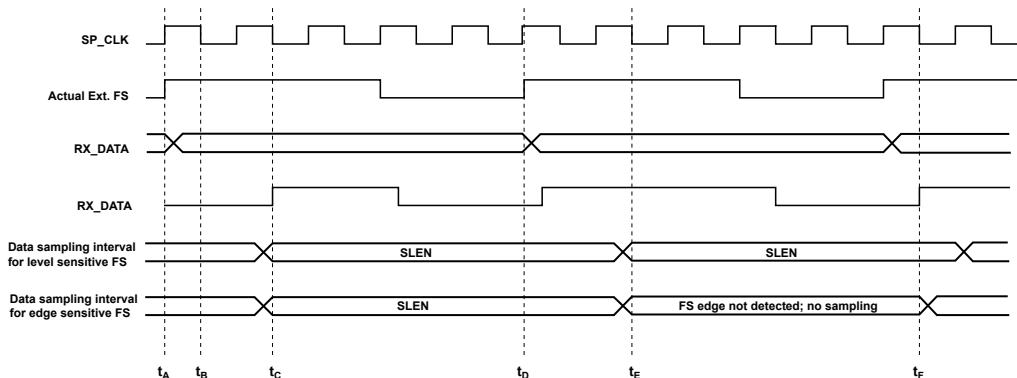 SP_CLK
Actual Ext. FS
RX_DATA
RX_DATA
Data sampling interval
for level sensitive FS
SLEN
SLEN
Data sampling interval
for edge sensitive FS
SLEN
FS edge not detected; no sampling
tA tB tC tD tE tF